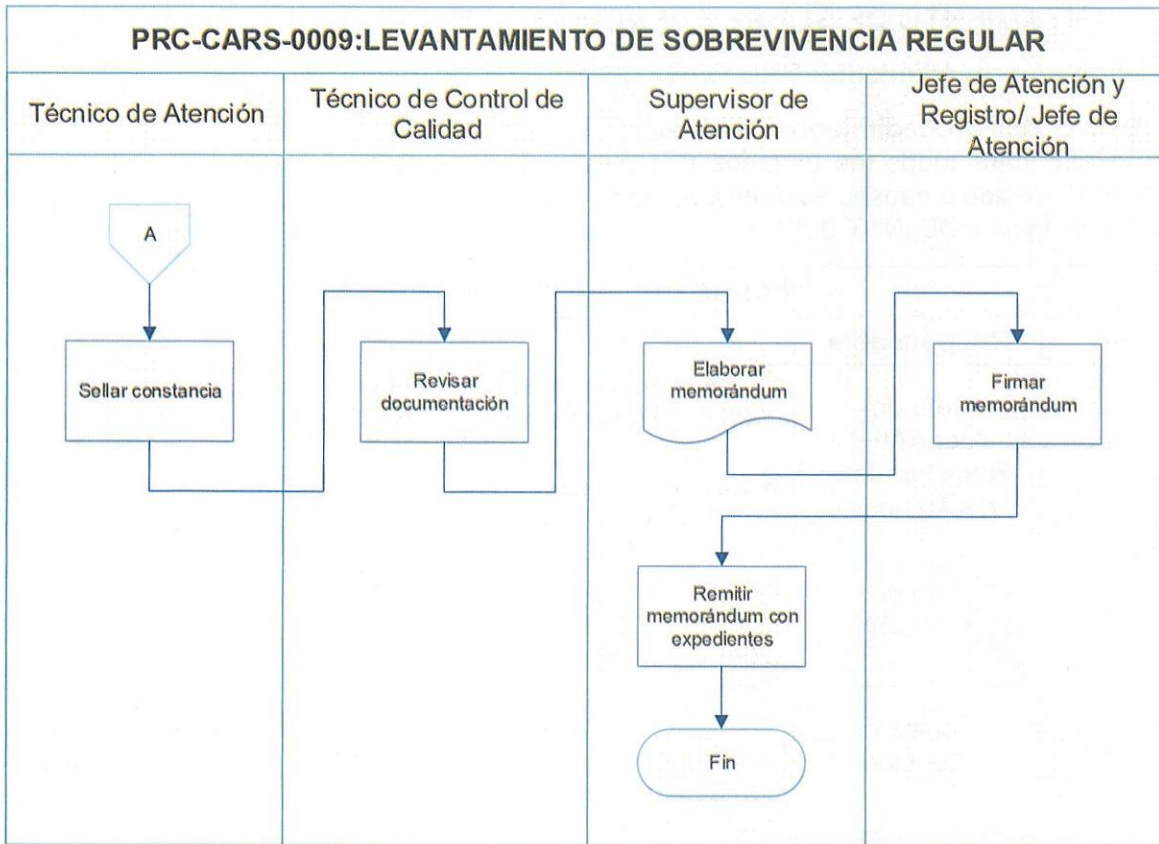 PRC-CARS-0009:LEVANTAMIENTO DE SOBREVIVENCIA REGULAR
Técnico de Atención
Técnico de Control de
Calidad
Supervisor de
Atención
Jefe de Atención y
Registro/ Jefe de
Atención
A
Sellar constancia
Revisar
documentación
Elaborar
memorándum
Firmar
memorándum
Remitir
memorándum con
expedientes
Fin